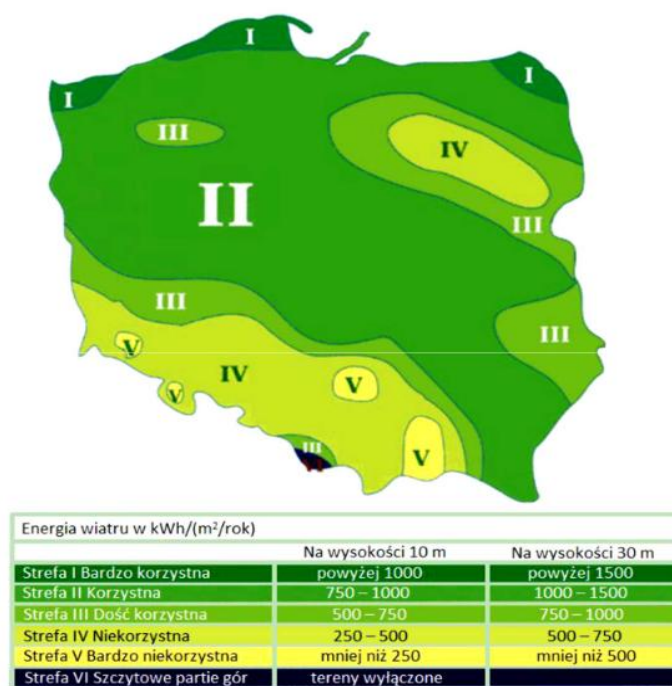 I
I
I
III
IV
II
III
III
III
V
IV
V
V
V
III
VI
Energia wiatru w kWh/(m²/rok)
Na wysokości 10 m Na wysokości 30 m
Strefa I Bardzo korzystna powyżej 1000 powyżej 1500
Strefa II Korzystna 750 – 1000 1000 – 1500
Strefa III Dość korzystna 500 – 750 750 – 1000
Strefa IV Niekorzystna 250 – 500 500 – 750
Strefa V Bardzo niekorzystna mniej niż 250 mniej niż 500
Strefa VI Szczytowe partie gór tereny wyłączone